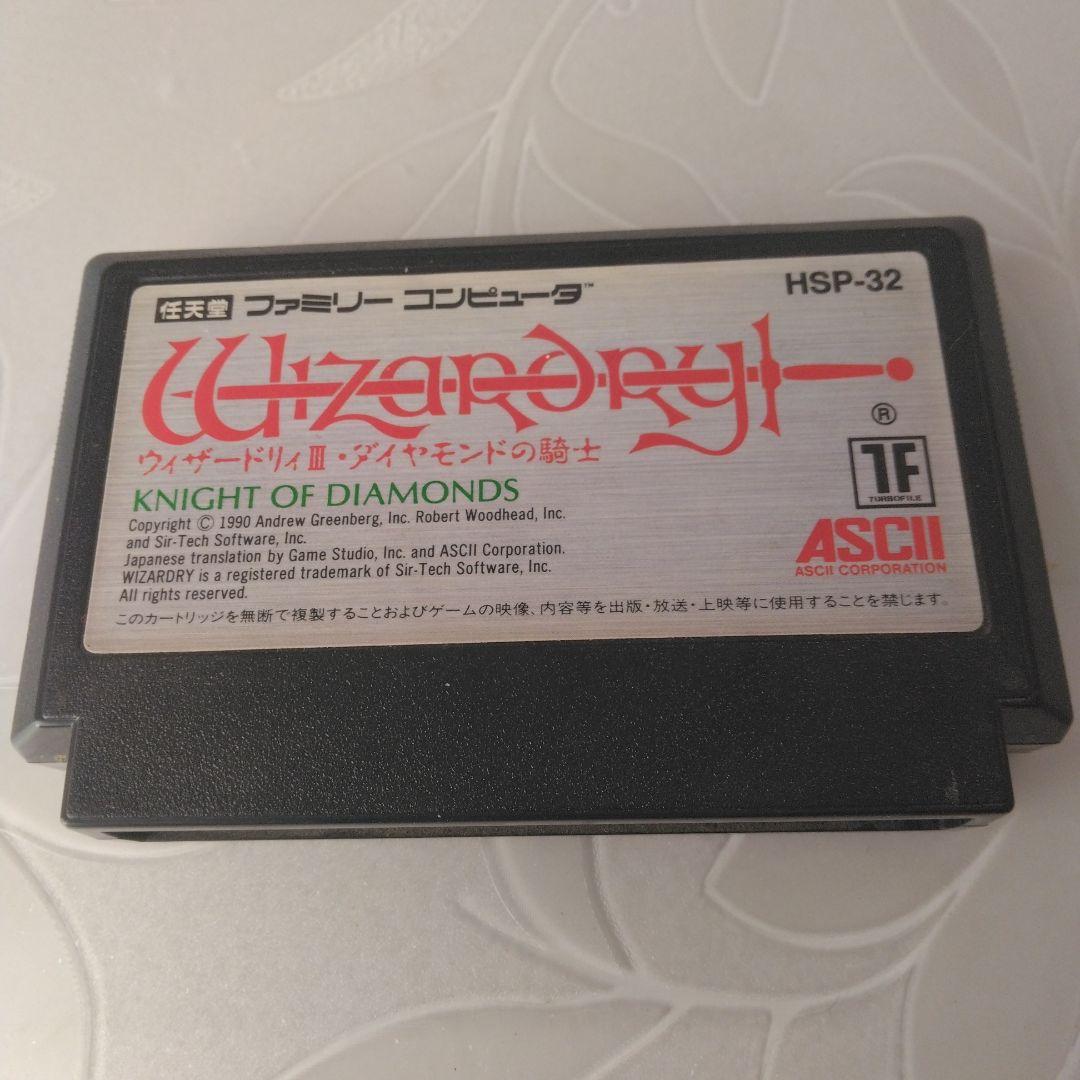 任天堂 ファミリー コンピュータ™
HSP-32
Wizardry
®
ウィザードリィⅢ・ダイヤモンドの騎士
KNIGHT OF DIAMONDS
Copyright © 1990 Andrew Greenberg, Inc. Robert Woodhead, Inc.
and Sir-Tech Software, Inc.
Japanese translation by Game Studio, Inc. and ASCII Corporation.
WIZARDRY is a registered trademark of Sir-Tech Software, Inc.
All rights reserved.
TF
TURBOFILE
ASCII
ASCII CORPORATION
このカートリッジを無断で複製することおよびゲームの映像、内容等を出版・放送・上映等に使用することを禁じます。